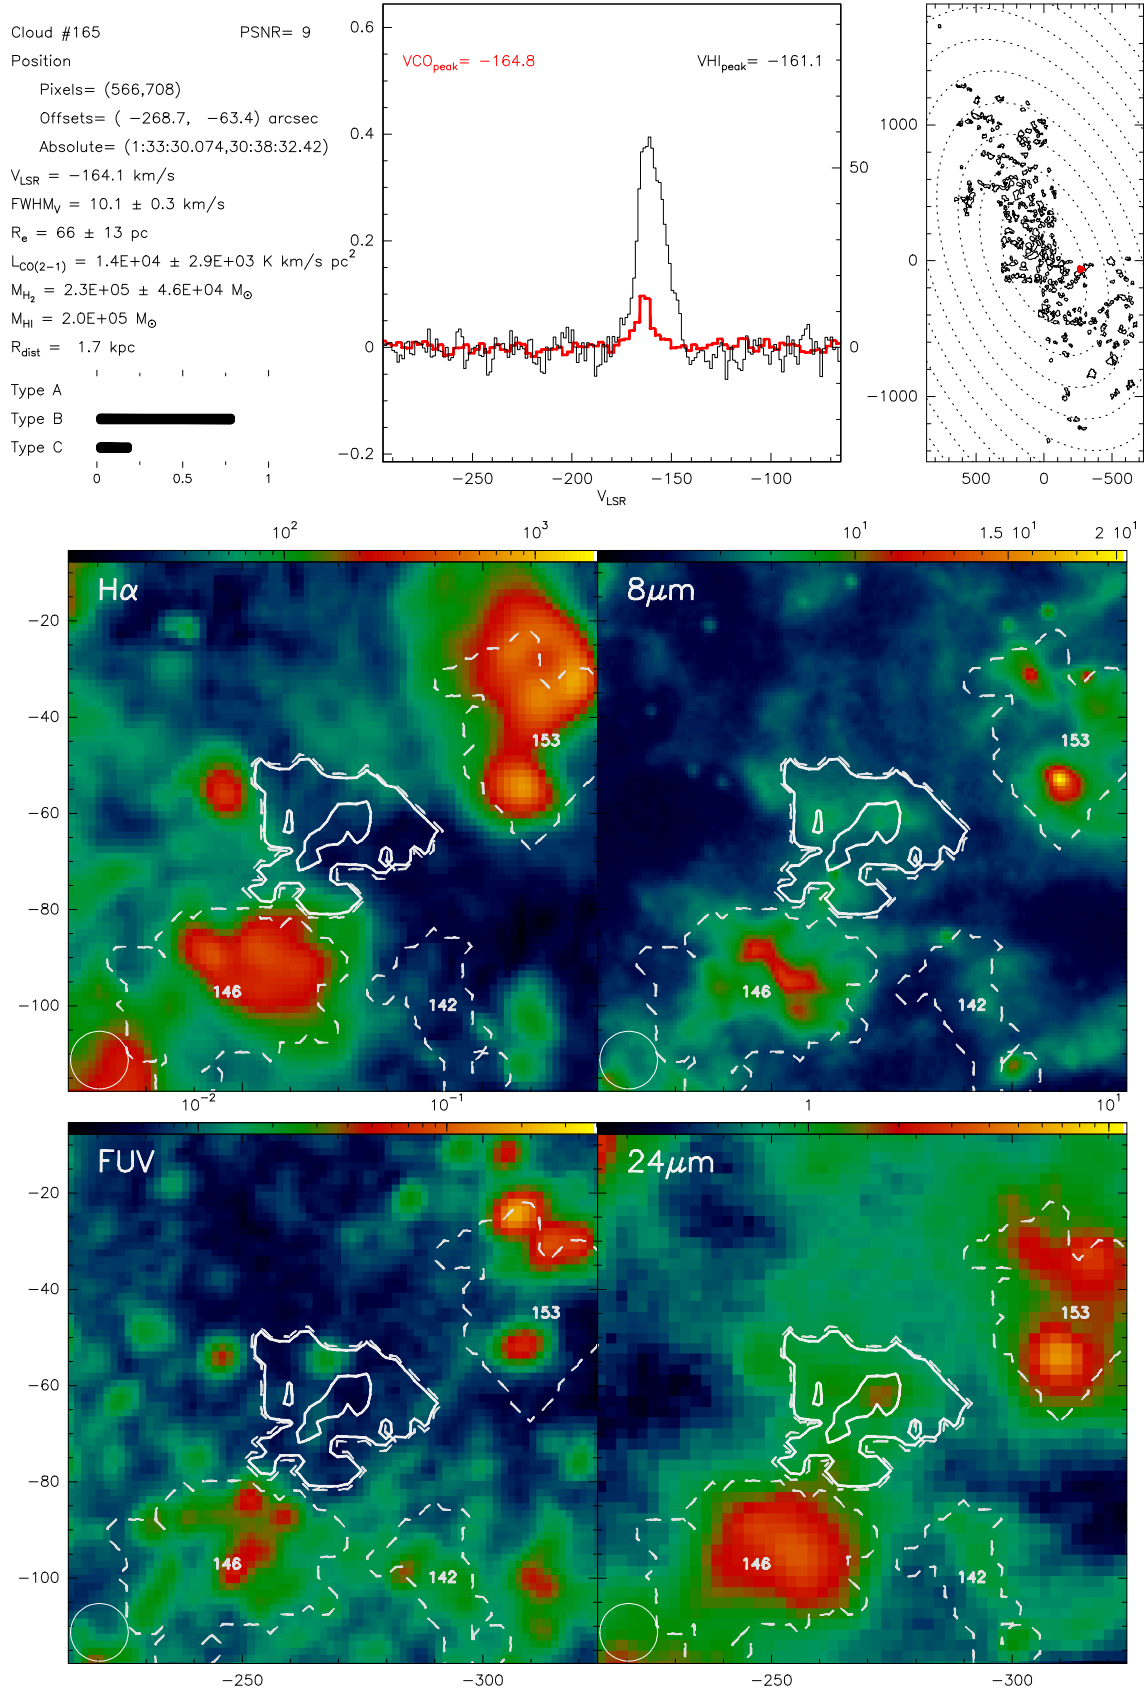 Cloud #165 PSNR= 9
Position
Pixels= (566,708)
Offsets= ( −268.7, −63.4) arcsec
Absolute= (1:33:30.074,30:38:32.42)
V_LSR = −164.1 km/s
FWHM_V = 10.1 ± 0.3 km/s
R_e = 66 ± 13 pc
L_CO(2−1) = 1.4E+04 ± 2.9E+03 K km/s pc²
M_H₂ = 2.3E+05 ± 4.6E+04 M⊙
M_HI = 2.0E+05 M⊙
R_dist = 1.7 kpc
Type A
Type B
Type C
0 0.5 1
VCO_peak= −164.8 VHI_peak= −161.1
0.6
0.4
0.2
0
−0.2
50
0
−250 −200 −150 −100
V_LSR
1000
0
−1000
500 0 −500
10² 10³ 10¹ 1.5 10¹ 2 10¹
Hα 8μm
−20
−40
−60
−80
−100
153 153
146 142 146 142
10⁻² 10⁻¹ 1 10¹
FUV 24μm
−20
−40
−60
−80
−100
153 153
146 142 146 142
−250 −300 −250 −300